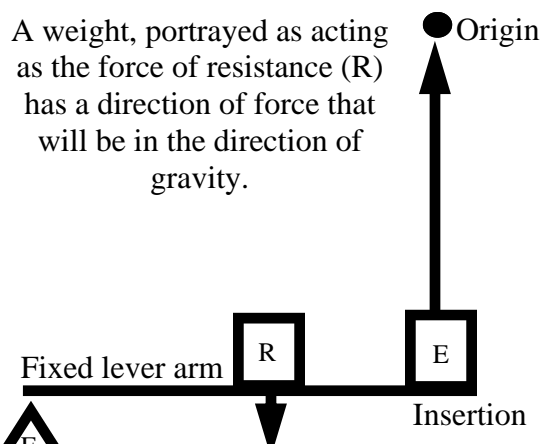 A weight, portrayed as acting
as the force of resistance (R)
has a direction of force that
will be in the direction of
gravity.
Origin
R
E
Fixed lever arm
Insertion